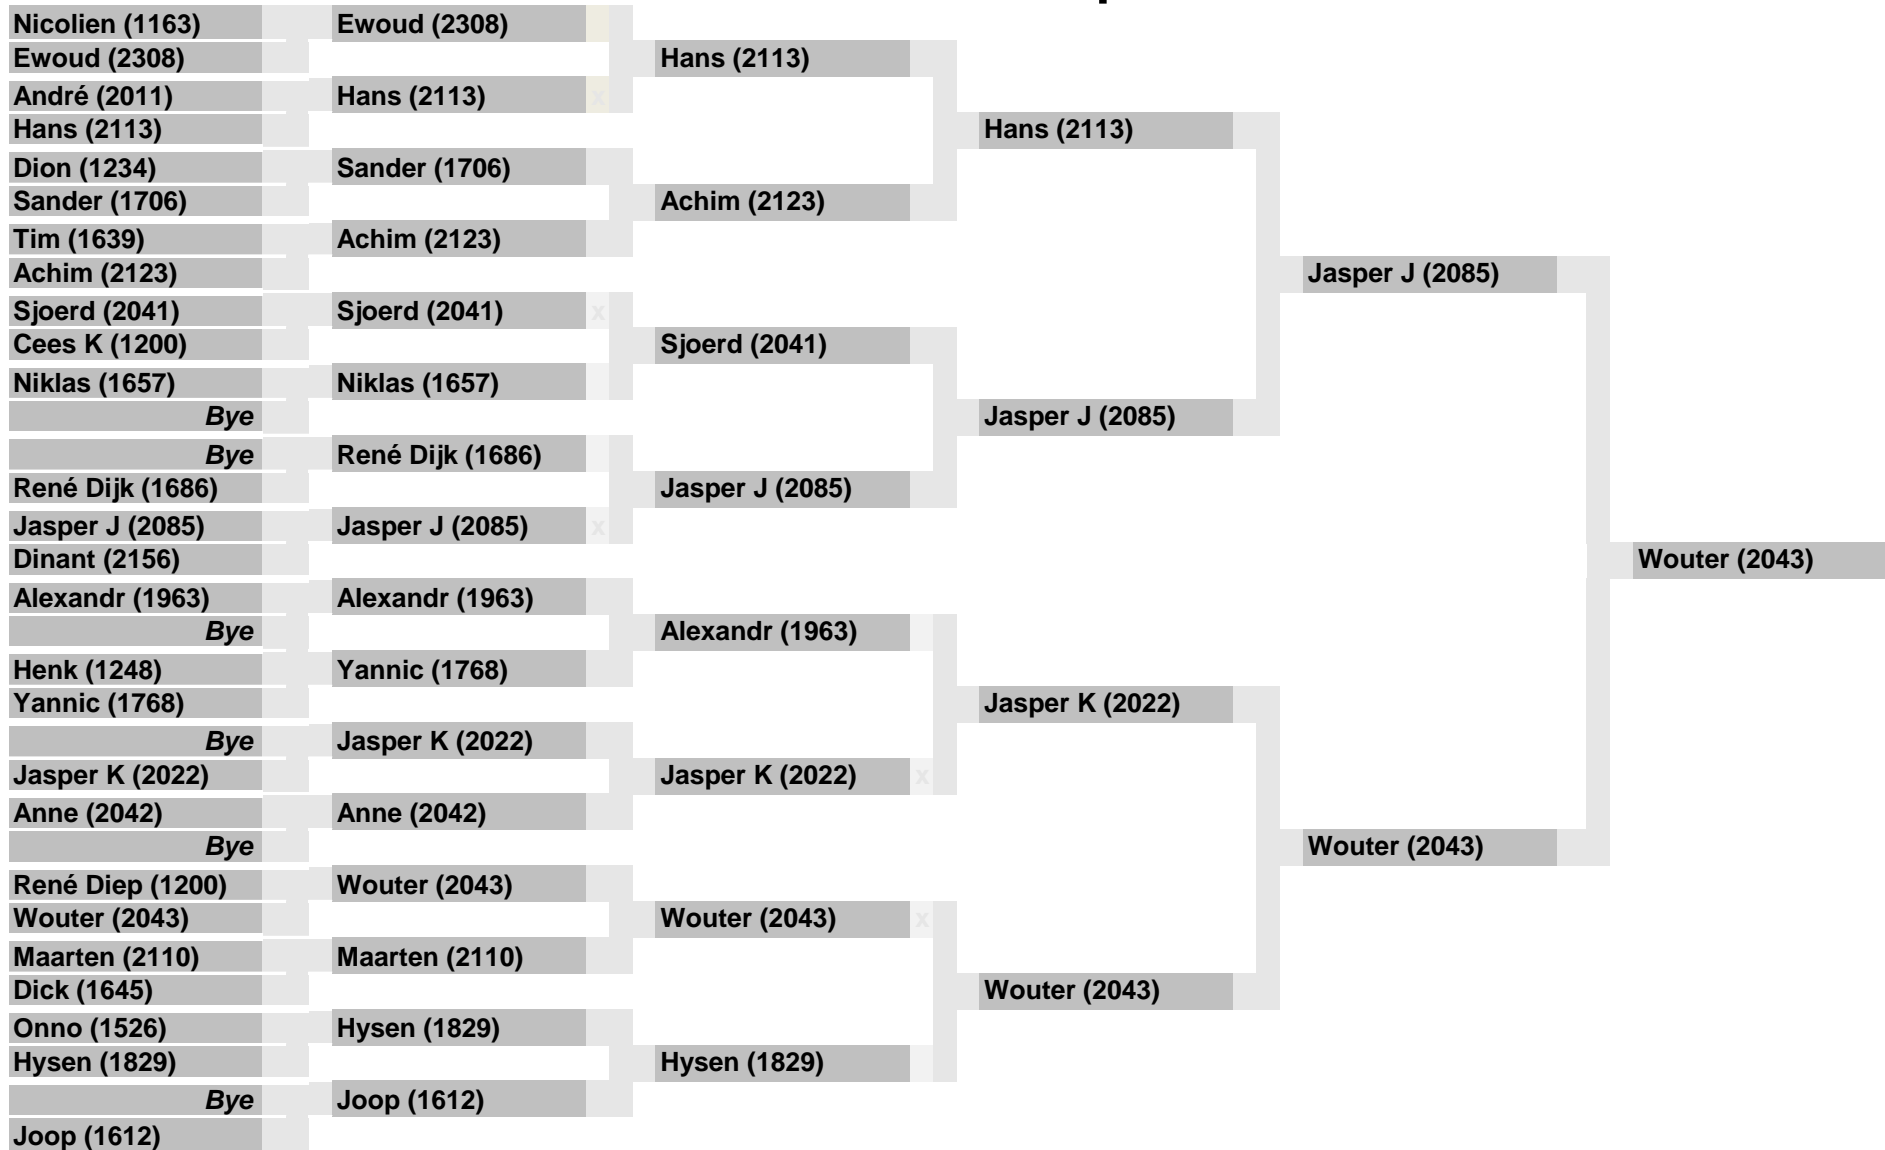 Nicolien (1163) Ewoud (2308)
Ewoud (2308) Hans (2113)
André (2011) Hans (2113) x
Hans (2113) Hans (2113)
Dion (1234) Sander (1706)
Sander (1706) Achim (2123)
Tim (1639) Achim (2123)
Achim (2123) Jasper J (2085)
Sjoerd (2041) Sjoerd (2041) x
Cees K (1200) Sjoerd (2041)
Niklas (1657) Niklas (1657)
Bye Jasper J (2085)
Bye René Dijk (1686)
René Dijk (1686) Jasper J (2085)
Jasper J (2085) Jasper J (2085) x
Dinant (2156) Wouter (2043)
Alexandr (1963) Alexandr (1963)
Bye Alexandr (1963)
Henk (1248) Yannic (1768)
Yannic (1768) Jasper K (2022)
Bye Jasper K (2022)
Jasper K (2022) Jasper K (2022) x
Anne (2042) Anne (2042)
Bye Wouter (2043)
René Diep (1200) Wouter (2043)
Wouter (2043) Wouter (2043) x
Maarten (2110) Maarten (2110)
Dick (1645) Wouter (2043)
Onno (1526) Hysen (1829)
Hysen (1829) Hysen (1829)
Bye Joop (1612)
Joop (1612)